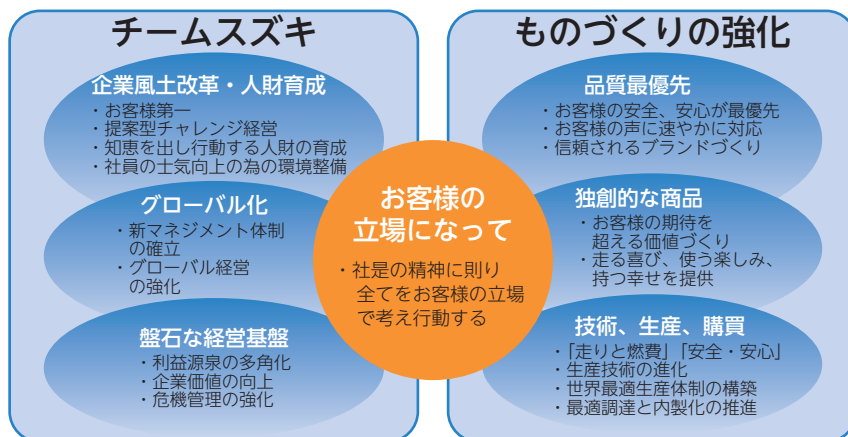 チームスズキ
企業風土改革・人財育成
・お客様第一
・提案型チャレンジ経営
・知恵を出し行動する人財の育成
・社員の士気向上の為の環境整備
グローバル化
・新マネジメント体制
の確立
・グローバル経営
の強化
盤石な経営基盤
・利益源泉の多角化
・企業価値の向上
・危機管理の強化
お客様の
立場になって
・社是の精神に則り
全てをお客様の立場
で考え行動する
ものづくりの強化
品質最優先
・お客様の安全、安心が最優先
・お客様の声に速やかに対応
・信頼されるブランドづくり
独創的な商品
・お客様の期待を
超える価値づくり
・走る喜び、使う楽しみ、
持つ幸せを提供
技術、生産、購買
・「走りと燃費」「安全・安心」
・生産技術の進化
・世界最適生産体制の構築
・最適調達と内製化の推進